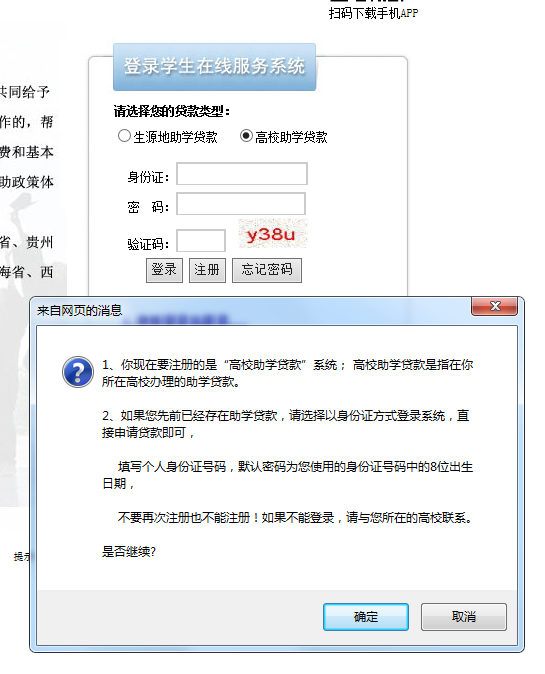 扫码下载手机APP
登录学生在线服务系统
共同给予
请选择您的贷款类型：
作的，帮
生源地助学贷款 高校助学贷款
费和基本
身份证：
助政策体
密 码：
y38u
省、贵州
验证码：
海省、西
登录 注册 忘记密码
来自网页的消息
1、你现在要注册的是“高校助学贷款”系统； 高校助学贷款是指在你
所在高校办理的助学贷款。
2、如果您先前已经存在助学贷款，请选择以身份证方式登录系统，直
接申请贷款即可，
填写个人身份证号码，默认密码为您使用的身份证号码中的8位出生
日期，
不要再次注册也不能注册！如果不能登录，请与您所在的高校联系。
是否继续?
提示
确定 取消